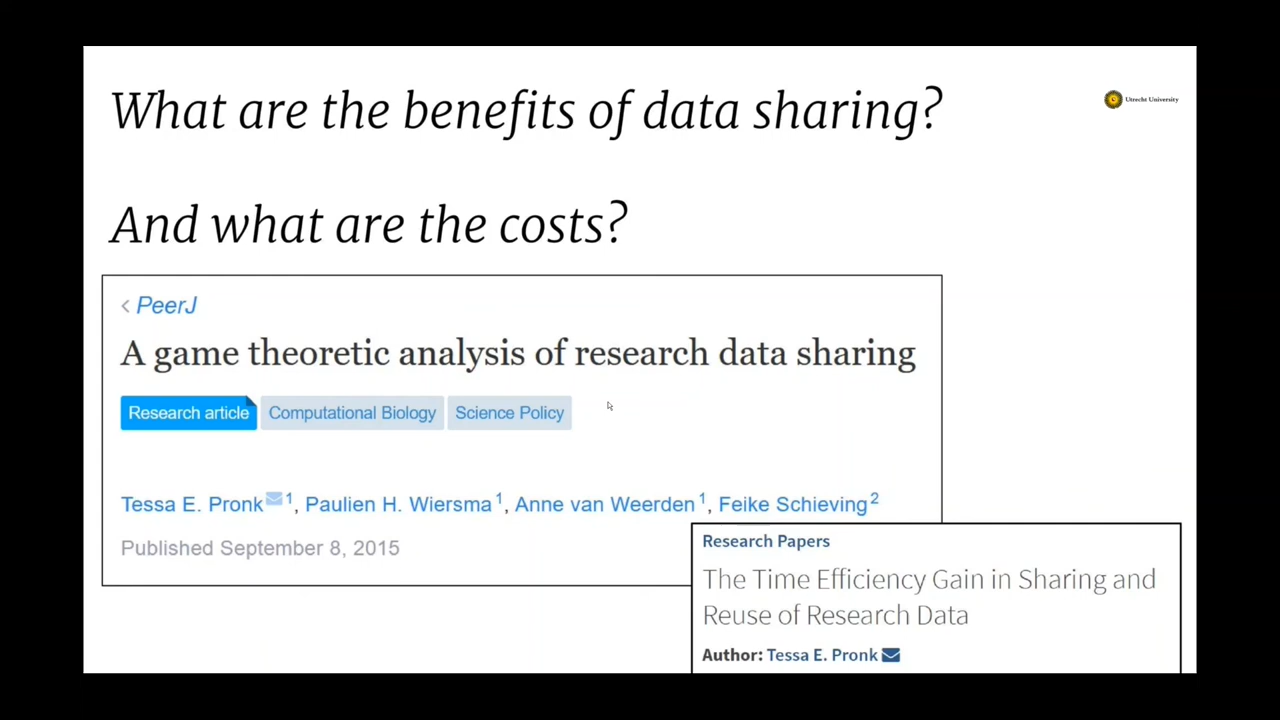 What are the benefits of data sharing?
Utrecht University
And what are the costs?
< PeerJ
A game theoretic analysis of research data sharing
Research article Computational Biology Science Policy
Tessa E. Pronk 1, Paulien H. Wiersma 1, Anne van Weerden 1, Feike Schieving 2
Published September 8, 2015
Research Papers
The Time Efficiency Gain in Sharing and
Reuse of Research Data
Author: Tessa E. Pronk